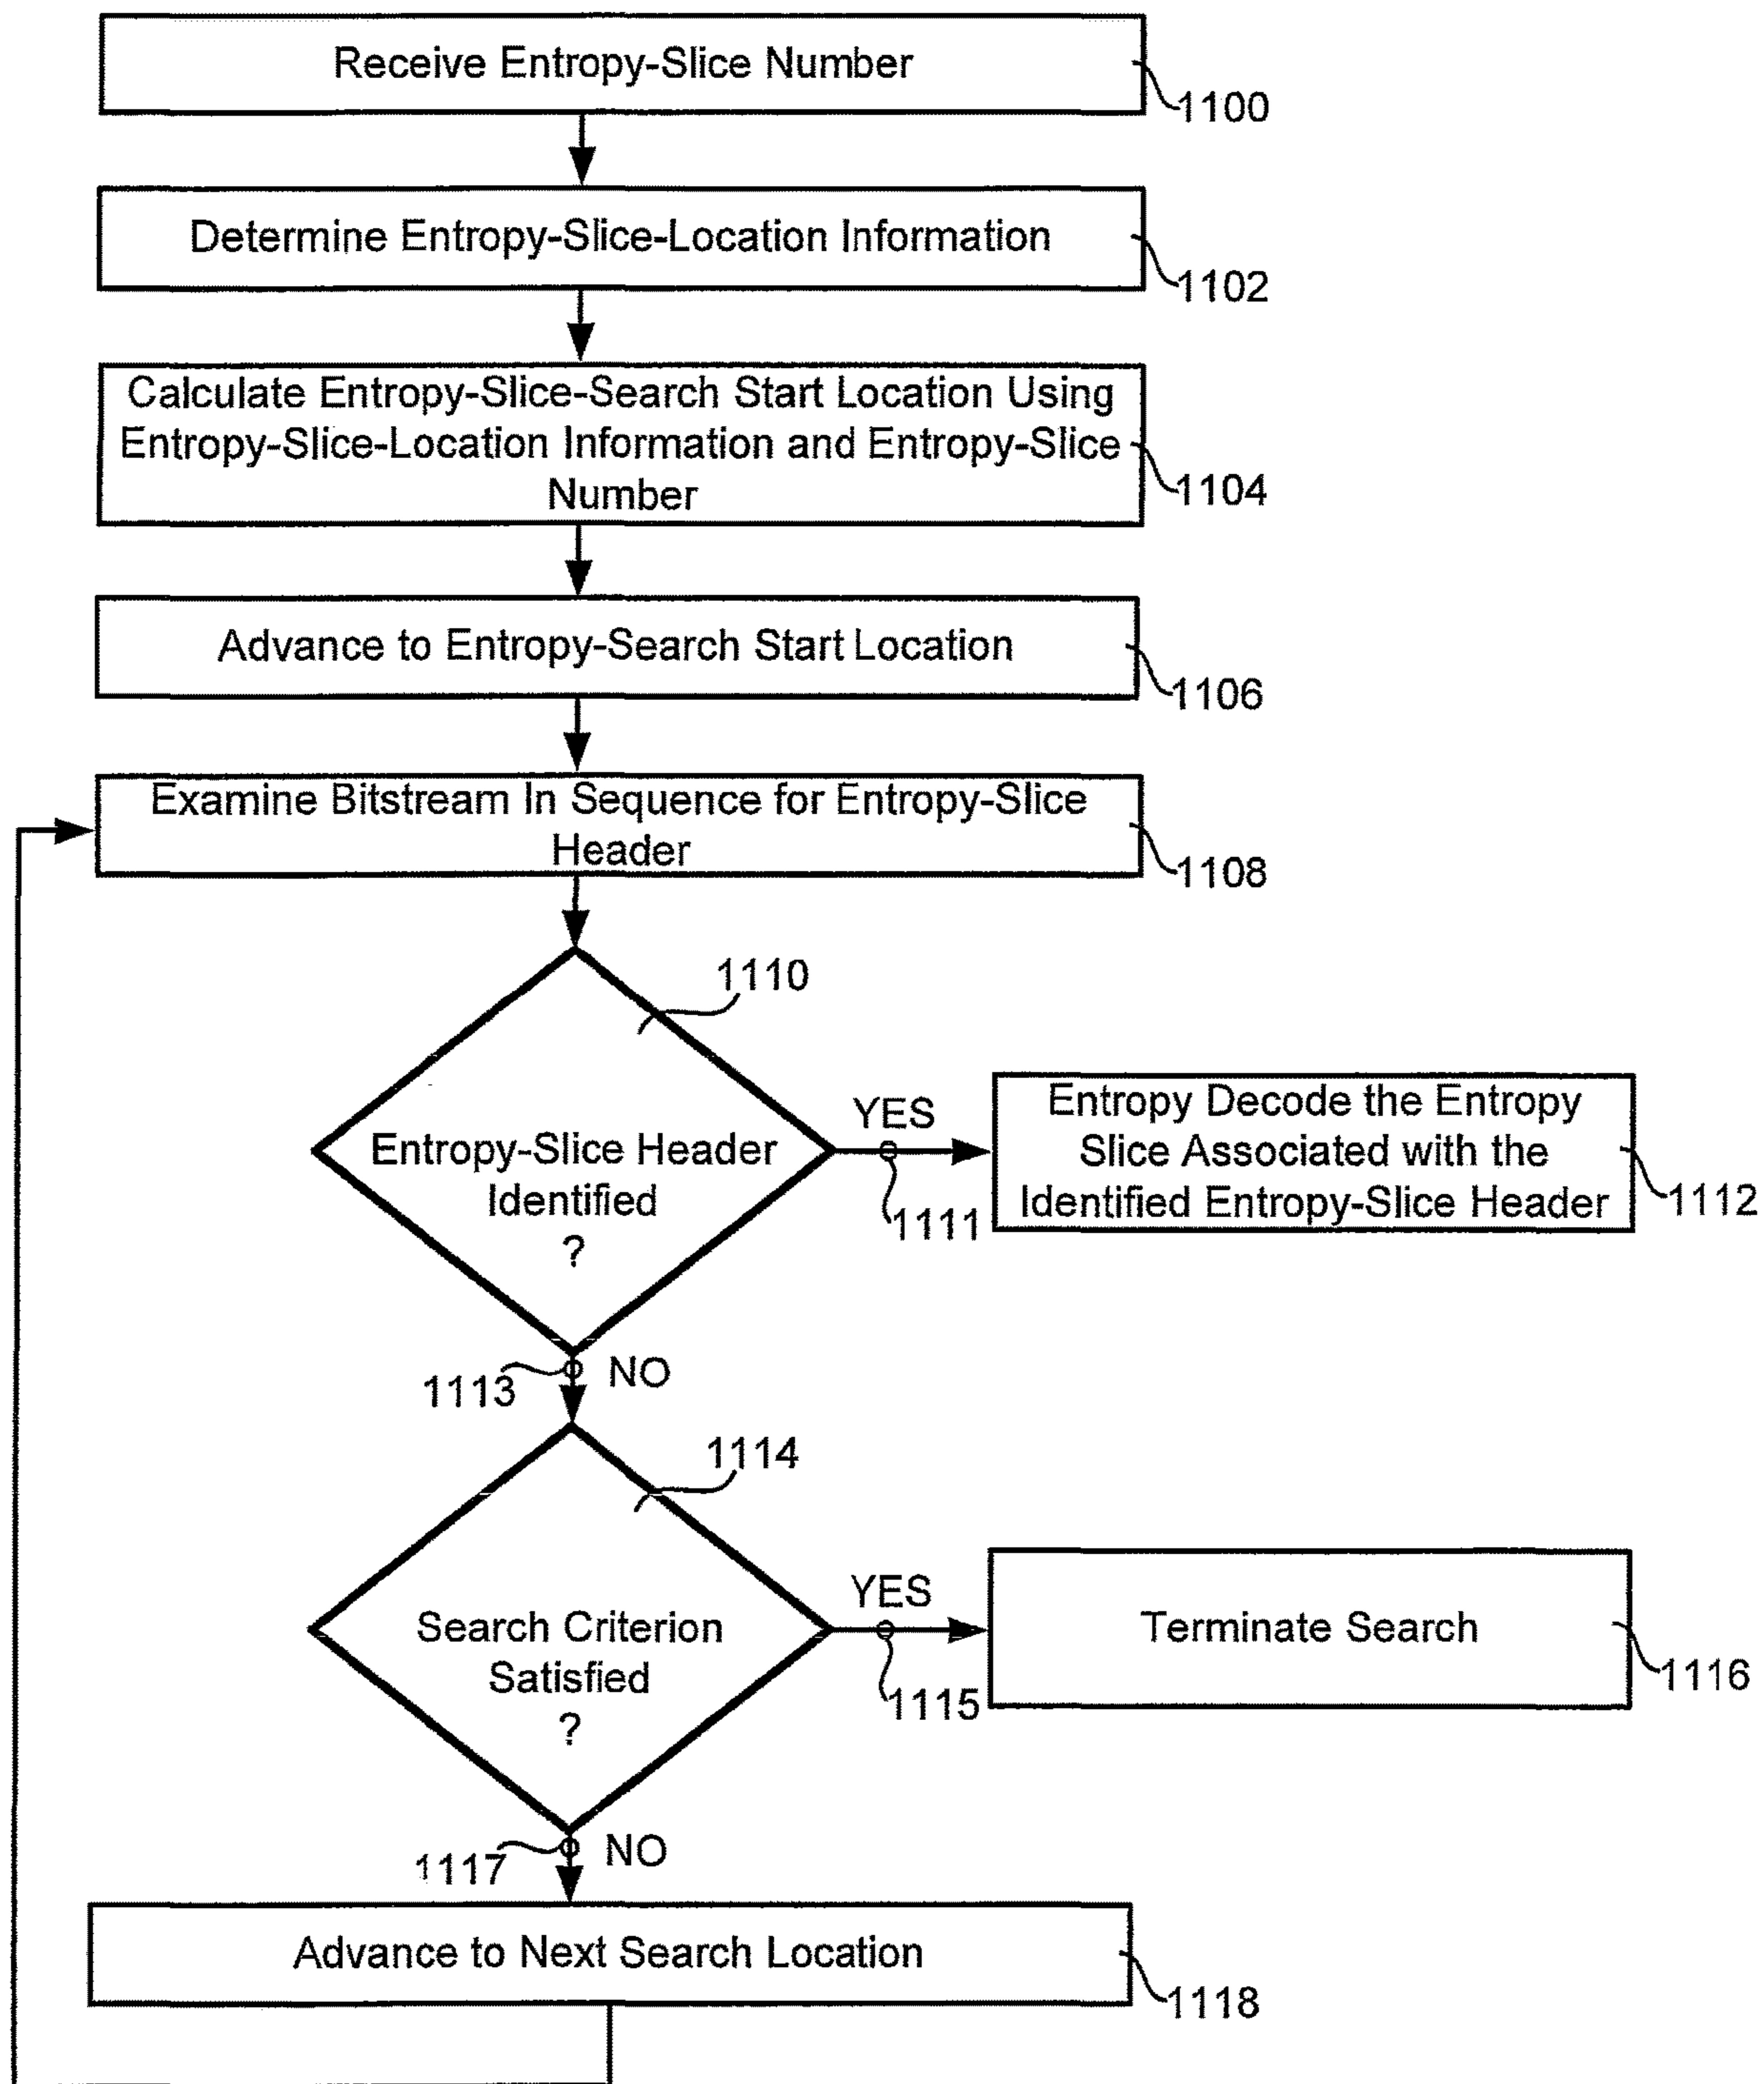 Receive Entropy-Slice Number
1100
Determine Entropy-Slice-Location Information
1102
Calculate Entropy-Slice-Search Start Location Using
Entropy-Slice-Location Information and Entropy-Slice
Number
1104
Advance to Entropy-Search Start Location
1106
Examine Bitstream In Sequence for Entropy-Slice
Header
1108
1110
Entropy-Slice Header
Identified
?
YES
1111
Entropy Decode the Entropy
Slice Associated with the
Identified Entropy-Slice Header
1112
1113
NO
1114
Search Criterion
Satisfied
?
YES
1115
Terminate Search
1116
1117
NO
Advance to Next Search Location
1118